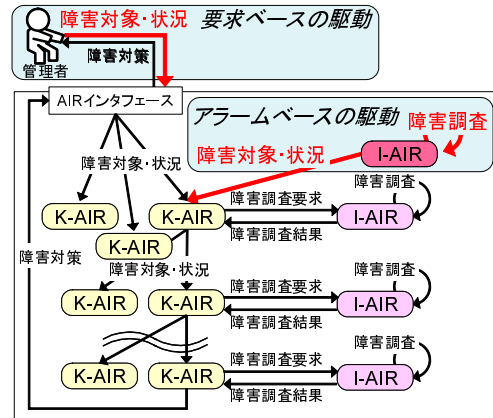 障害対象・状況 要求ベースの駆動
障害対策
管理者
AIRインタフェース
アラームベースの駆動
障害調査
I-AIR
障害対象・状況
障害対象・状況
障害調査
K-AIR
K-AIR
障害調査要求
I-AIR
障害調査結果
K-AIR
障害対策
障害対象・状況
障害調査
K-AIR
K-AIR
障害調査要求
I-AIR
障害調査結果
障害調査
K-AIR
K-AIR
障害調査要求
I-AIR
障害調査結果